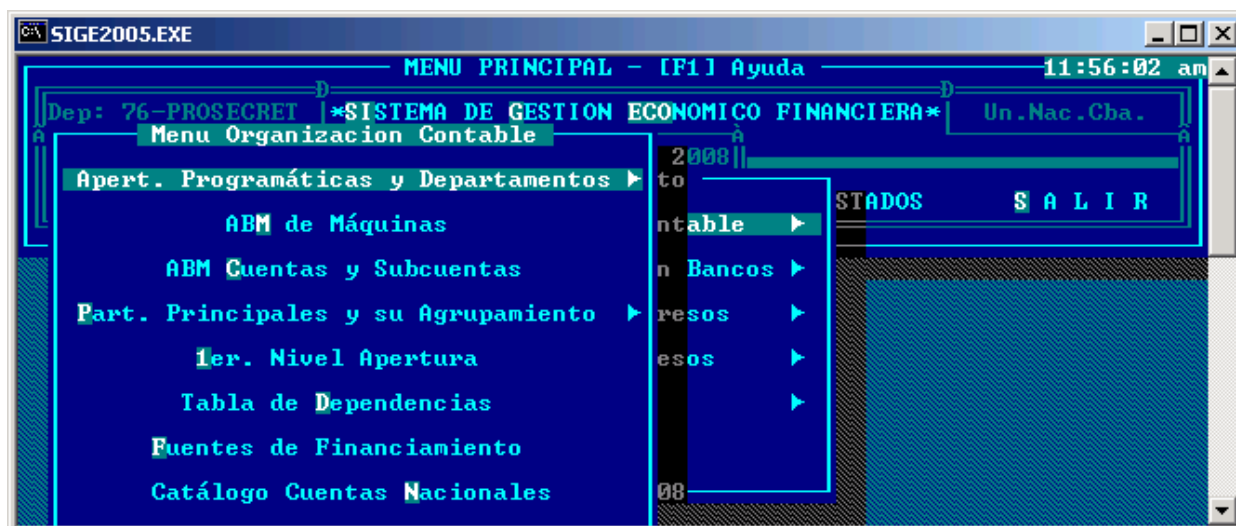 SIGE2005.EXE
MENU PRINCIPAL - [F1] Ayuda 11:56:02 am
Dep: 76-PROSECRET *SISTEMA DE GESTION ECONOMICO FINANCIERA* Un.Nac.Cba.
Menu Organizacion Contable
2008
Apert. Programáticas y Departamentos to
STADOS S A L I R
ABM de Máquinas ntable
ABM Cuentas y Subcuentas n Bancos
Part. Principales y su Agrupamiento resos
1er. Nivel Apertura esos
Tabla de Dependencias
Fuentes de Financiamiento
Catálogo Cuentas Nacionales 08